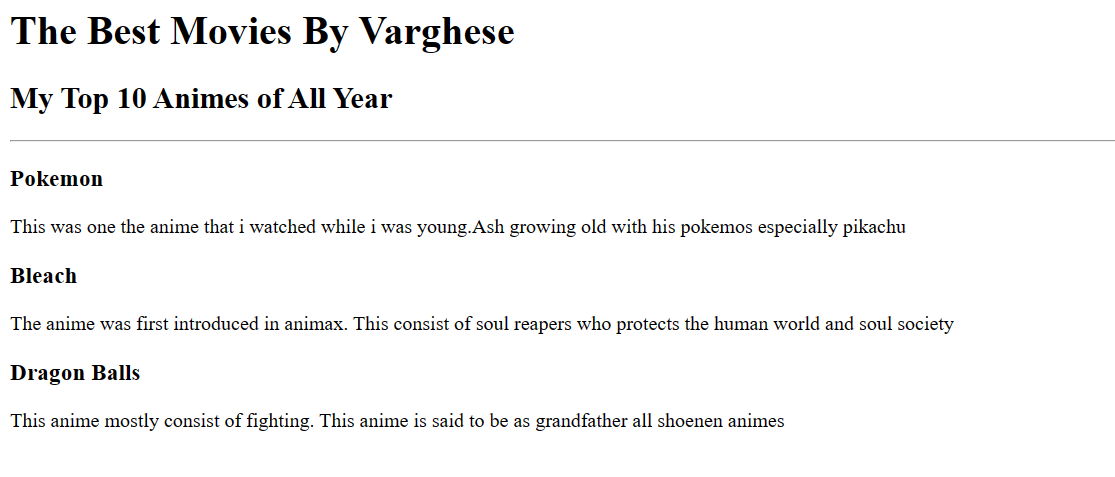 The Best Movies By Varghese
My Top 10 Animes of All Year
Pokemon
This was one the anime that i watched while i was young.Ash growing old with his pokemos especially pikachu
Bleach
The anime was first introduced in animax. This consist of soul reapers who protects the human world and soul society
Dragon Balls
This anime mostly consist of fighting. This anime is said to be as grandfather all shoenen animes